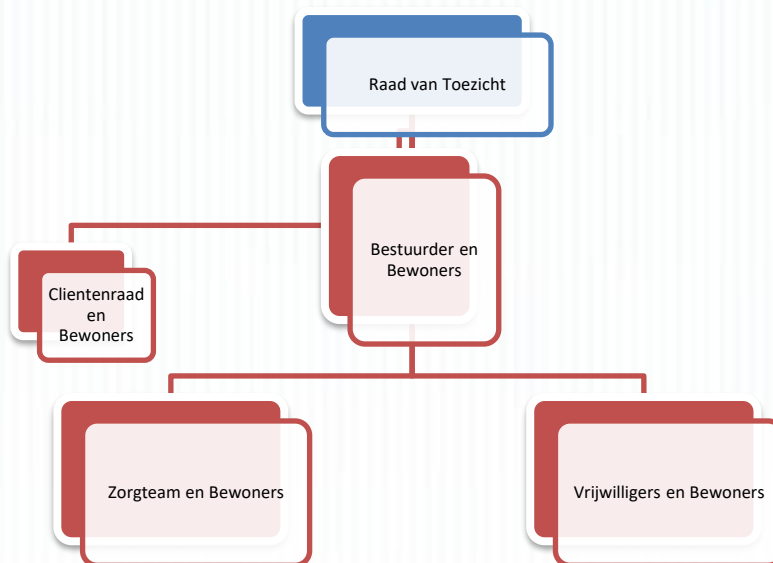 Raad van Toezicht
Bestuurder en
Bewoners
Clientenraad
en
Bewoners
Zorgteam en Bewoners
Vrijwilligers en Bewoners